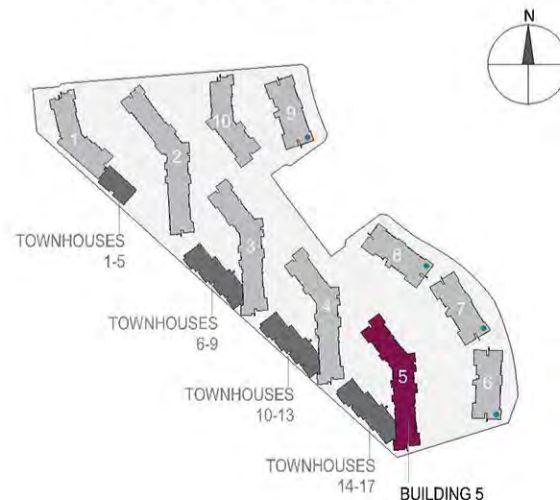 N
9
10
1
2
TOWNHOUSES
1-5
3
8
TOWNHOUSES
6-9
4
7
TOWNHOUSES
10-13
5
6
TOWNHOUSES
14-17
BUILDING 5